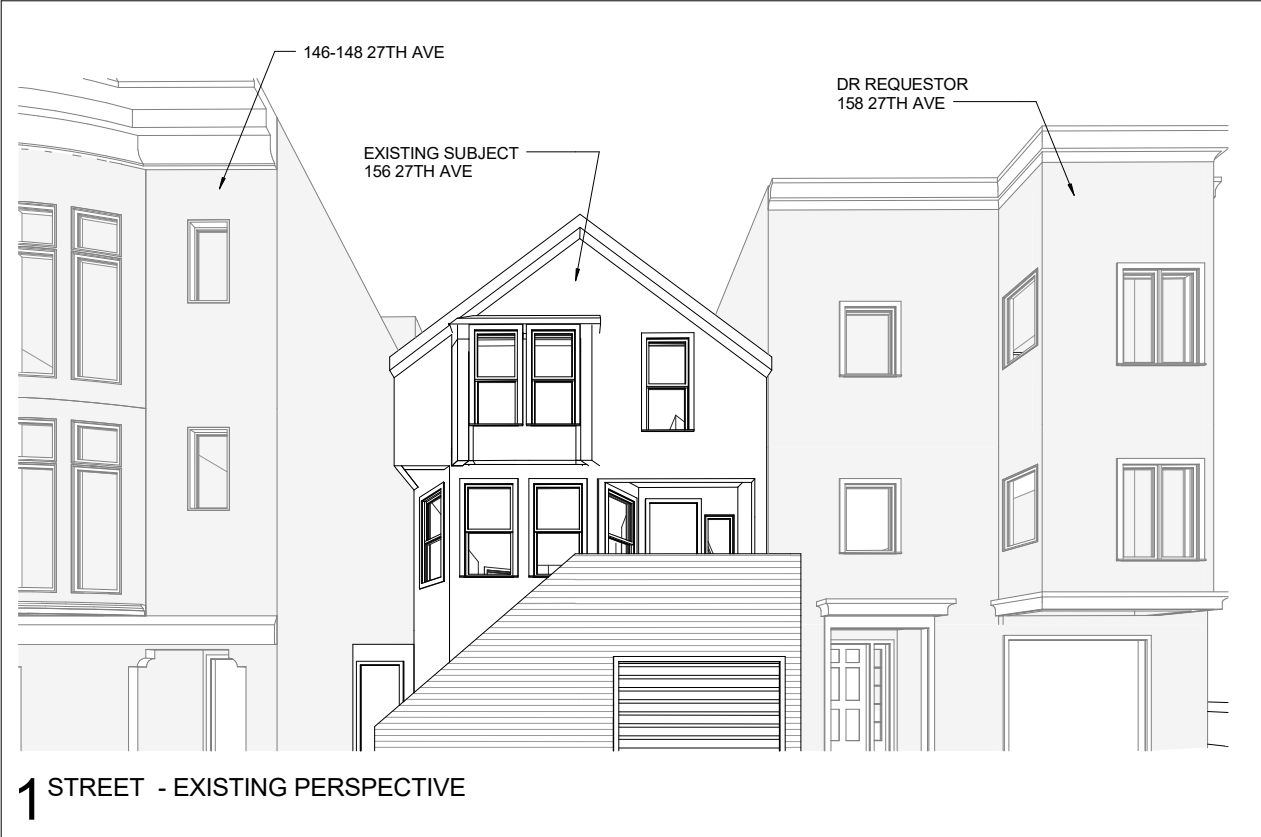 146-148 27TH AVE
DR REQUESTOR
158 27TH AVE
EXISTING SUBJECT
156 27TH AVE
1 STREET - EXISTING PERSPECTIVE